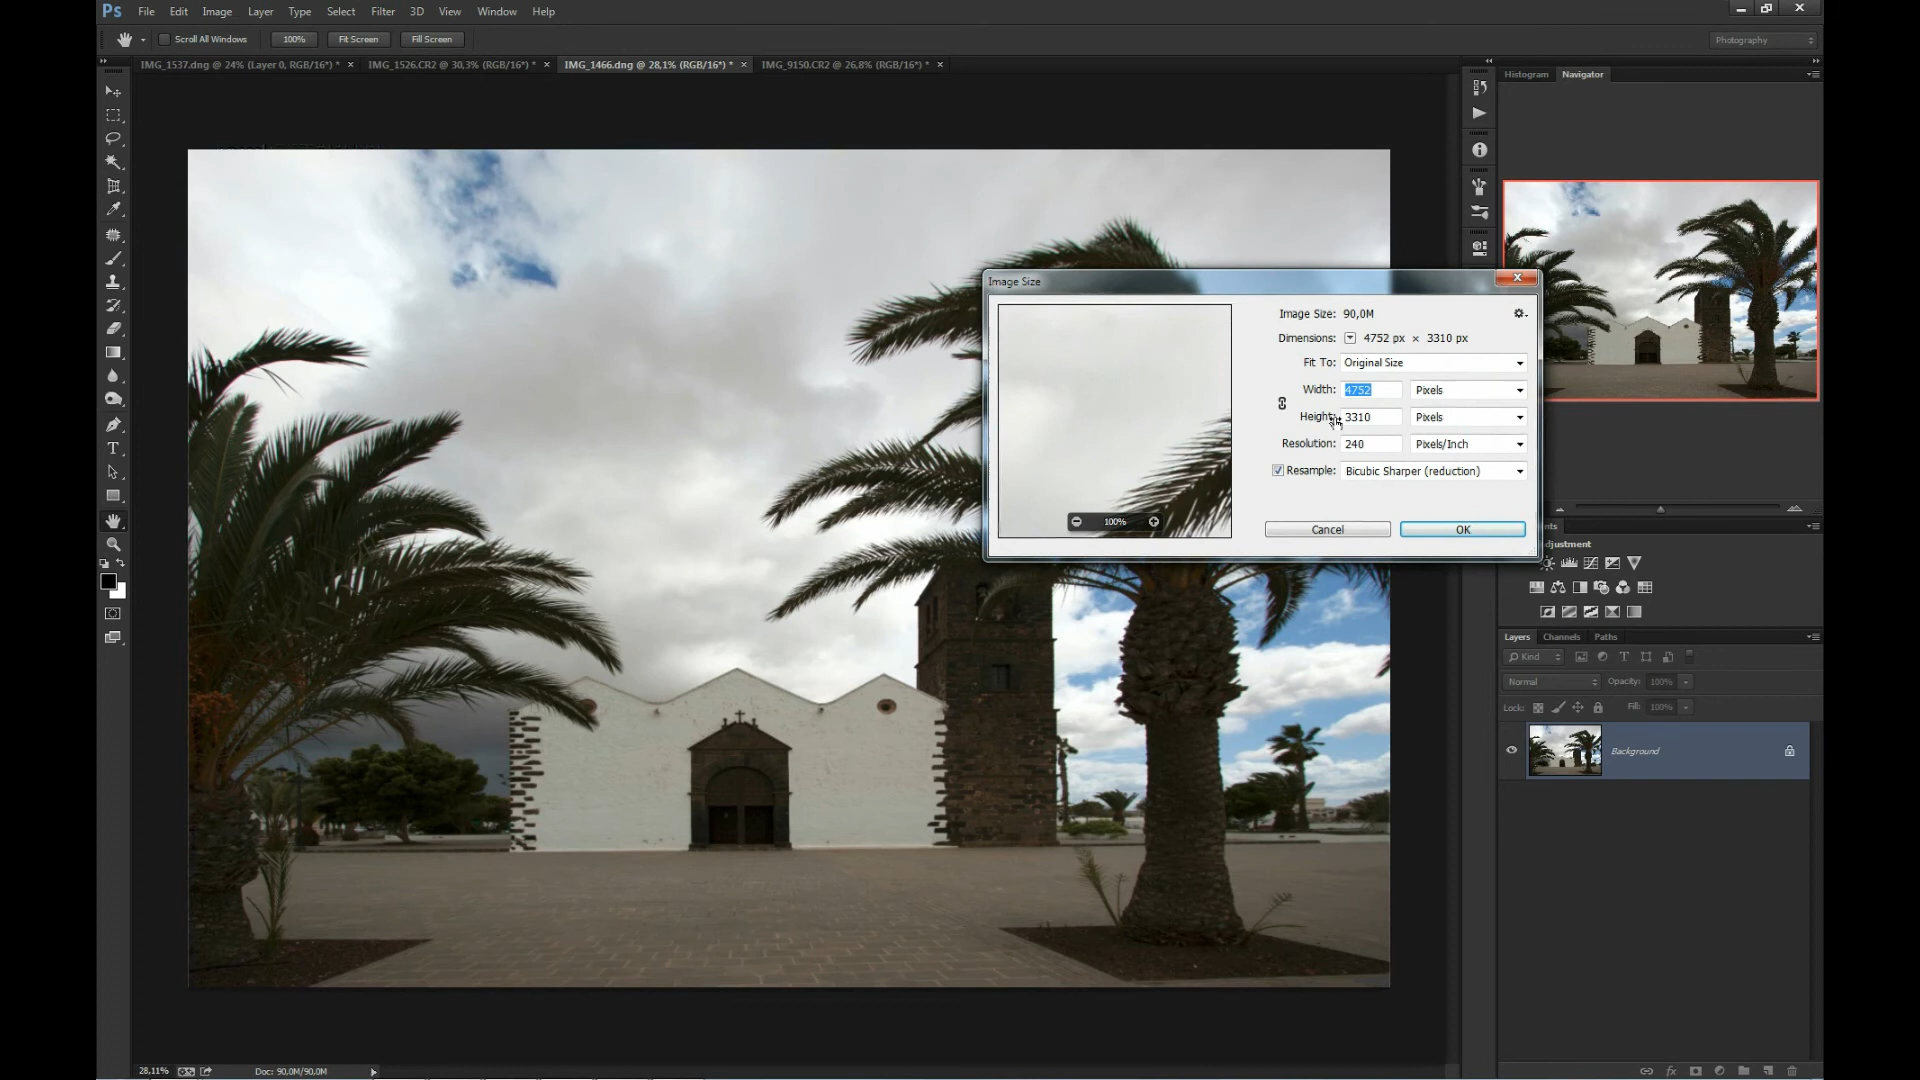 Ps File Edit Image Layer Type Select Filter 3D View Window Help
Scroll All Windows 100% Fit Screen Fill Screen Photography
IMG_1537.dng @ 24% (Layer 0, RGB/16*) * × IMG_1526.CR2 @ 30,3% (RGB/16*) * × IMG_1466.dng @ 28,1% (RGB/16*) * × IMG_9150.CR2 @ 26,8% (RGB/16*) * ×
Histogram Navigator
Image Size
Image Size: 90,0M
Dimensions: 4752 px × 3310 px
Fit To: Original Size
Width: 4752 Pixels
Height: 3310 Pixels
Resolution: 240 Pixels/Inch
Resample: Bicubic Sharper (reduction)
100%
Cancel OK
nts
djustment
Layers Channels Paths
Kind
Normal Opacity: 100%
Lock: Fill: 100%
Background
28,11% Doc: 90,0M/90,0M